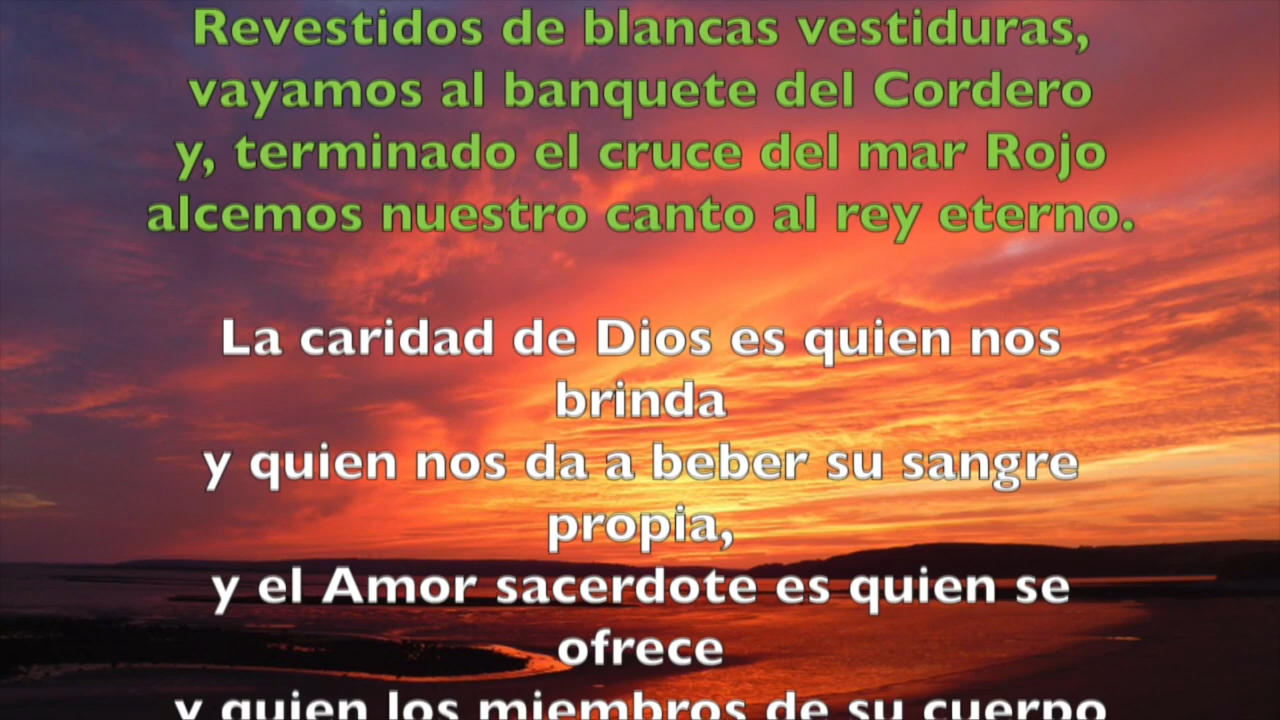 Revestidos de blancas vestiduras,
vayamos al banquete del Cordero
y, terminado el cruce del mar Rojo
alcemos nuestro canto al rey eterno.
La caridad de Dios es quien nos
brinda
y quien nos da a beber su sangre
propia,
y el Amor sacerdote es quien se
ofrece
y quien los miembros de su cuerpo